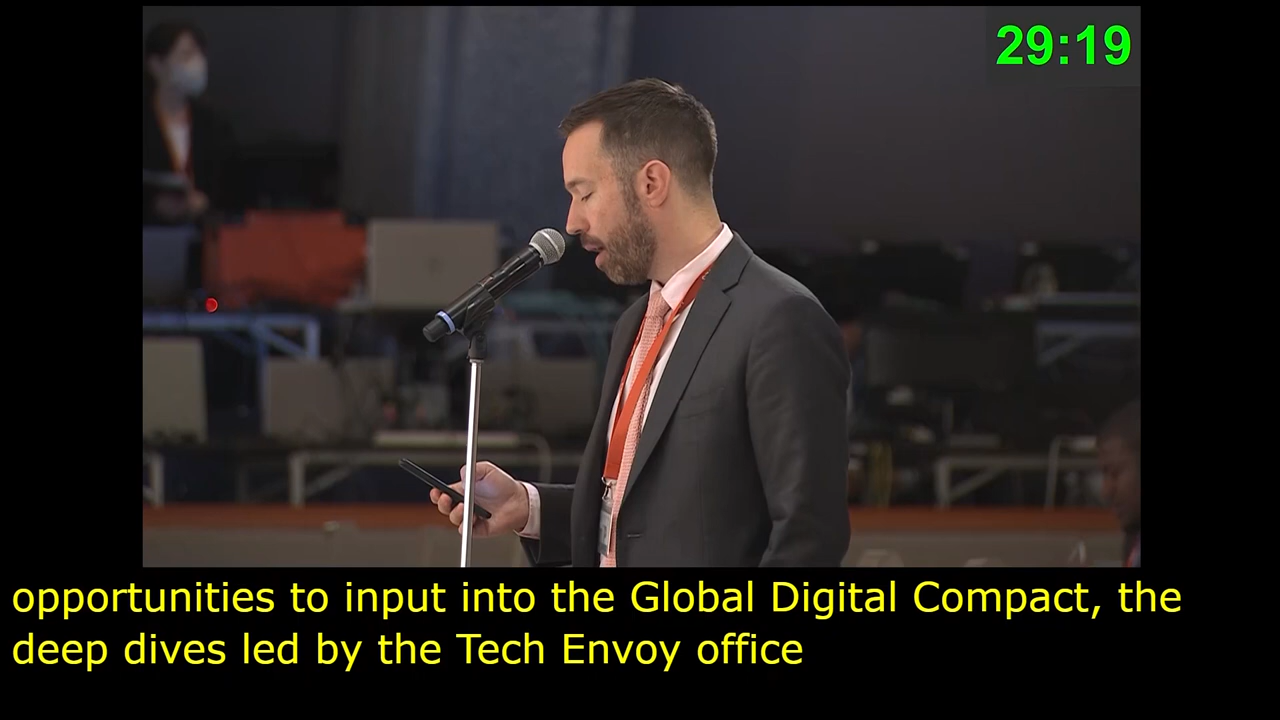 29:19
opportunities to input into the Global Digital Compact, the
deep dives led by the Tech Envoy office